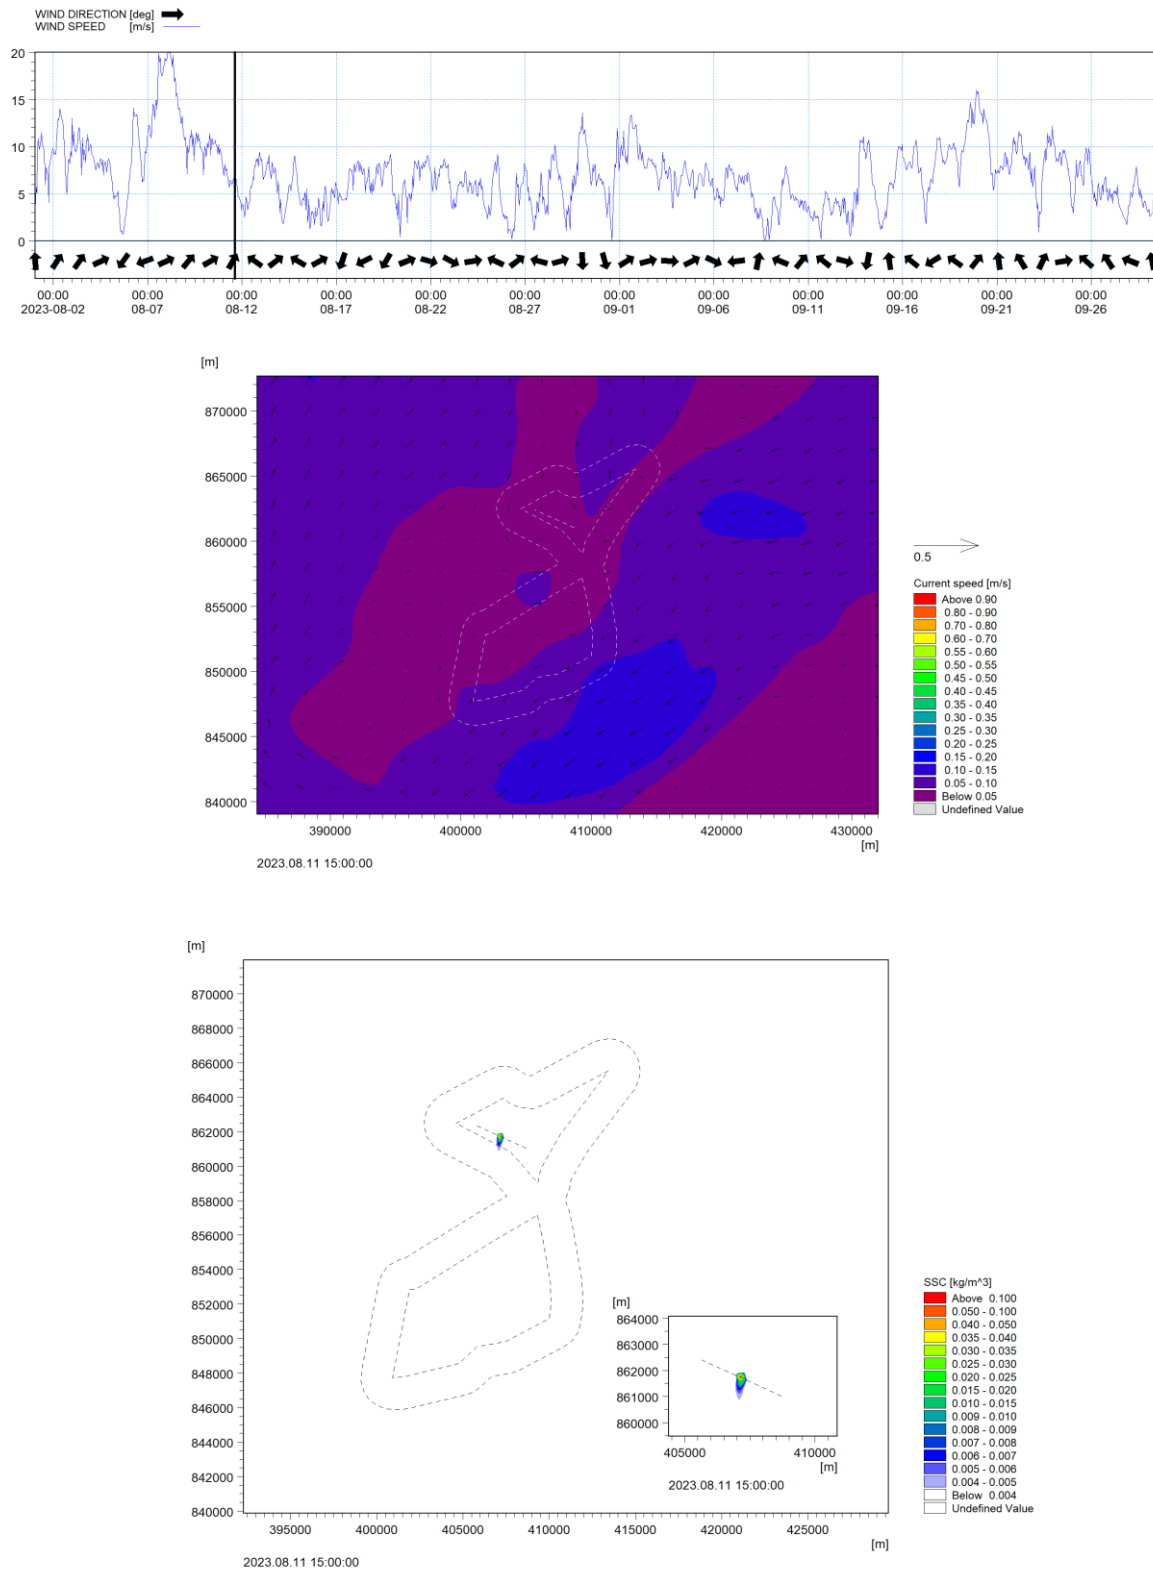 WIND DIRECTION [deg]
WIND SPEED [m/s]
20
15
10
5
0
00:00 00:00 00:00 00:00 00:00 00:00 00:00 00:00 00:00 00:00 00:00 00:00
2023-08-02 08-07 08-12 08-17 08-22 08-27 09-01 09-06 09-11 09-16 09-21 09-26
[m]
870000
865000
860000
855000
850000
845000
840000
390000 400000 410000 420000 430000
[m]
2023.08.11 15:00:00
0.5
Current speed [m/s]
Above 0.90
0.80 - 0.90
0.70 - 0.80
0.60 - 0.70
0.55 - 0.60
0.50 - 0.55
0.45 - 0.50
0.40 - 0.45
0.35 - 0.40
0.30 - 0.35
0.25 - 0.30
0.20 - 0.25
0.15 - 0.20
0.10 - 0.15
0.05 - 0.10
Below 0.05
Undefined Value
[m]
870000
868000
866000
864000
862000
860000
858000
856000
854000
852000
850000
848000
846000
844000
842000
840000
395000 400000 405000 410000 415000 420000 425000
[m]
2023.08.11 15:00:00
[m]
864000
863000
862000
861000
860000
405000 410000
[m]
2023.08.11 15:00:00
SSC [kg/m^3]
Above 0.100
0.050 - 0.100
0.040 - 0.050
0.035 - 0.040
0.030 - 0.035
0.025 - 0.030
0.020 - 0.025
0.015 - 0.020
0.010 - 0.015
0.009 - 0.010
0.008 - 0.009
0.007 - 0.008
0.006 - 0.007
0.005 - 0.006
0.004 - 0.005
Below 0.004
Undefined Value